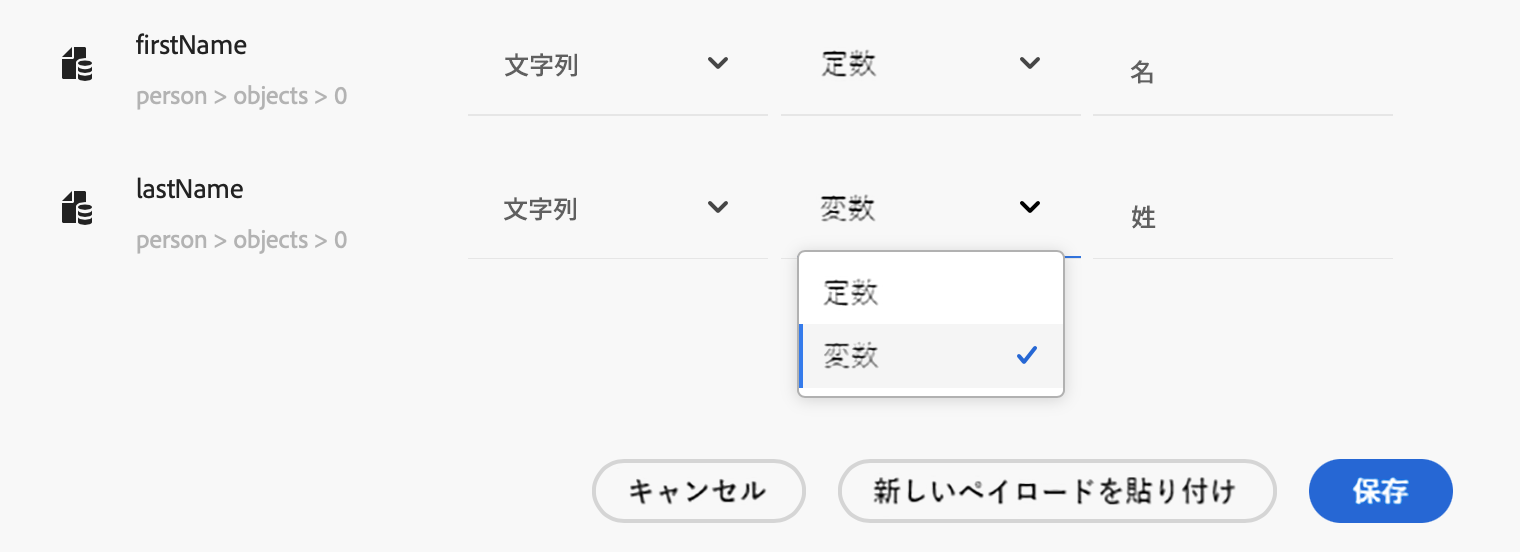 firstName
文字列
定数
名
person > objects > 0
lastName
文字列
変数
姓
person > objects > 0
定数
変数
キャンセル
新しいペイロードを貼り付け
保存